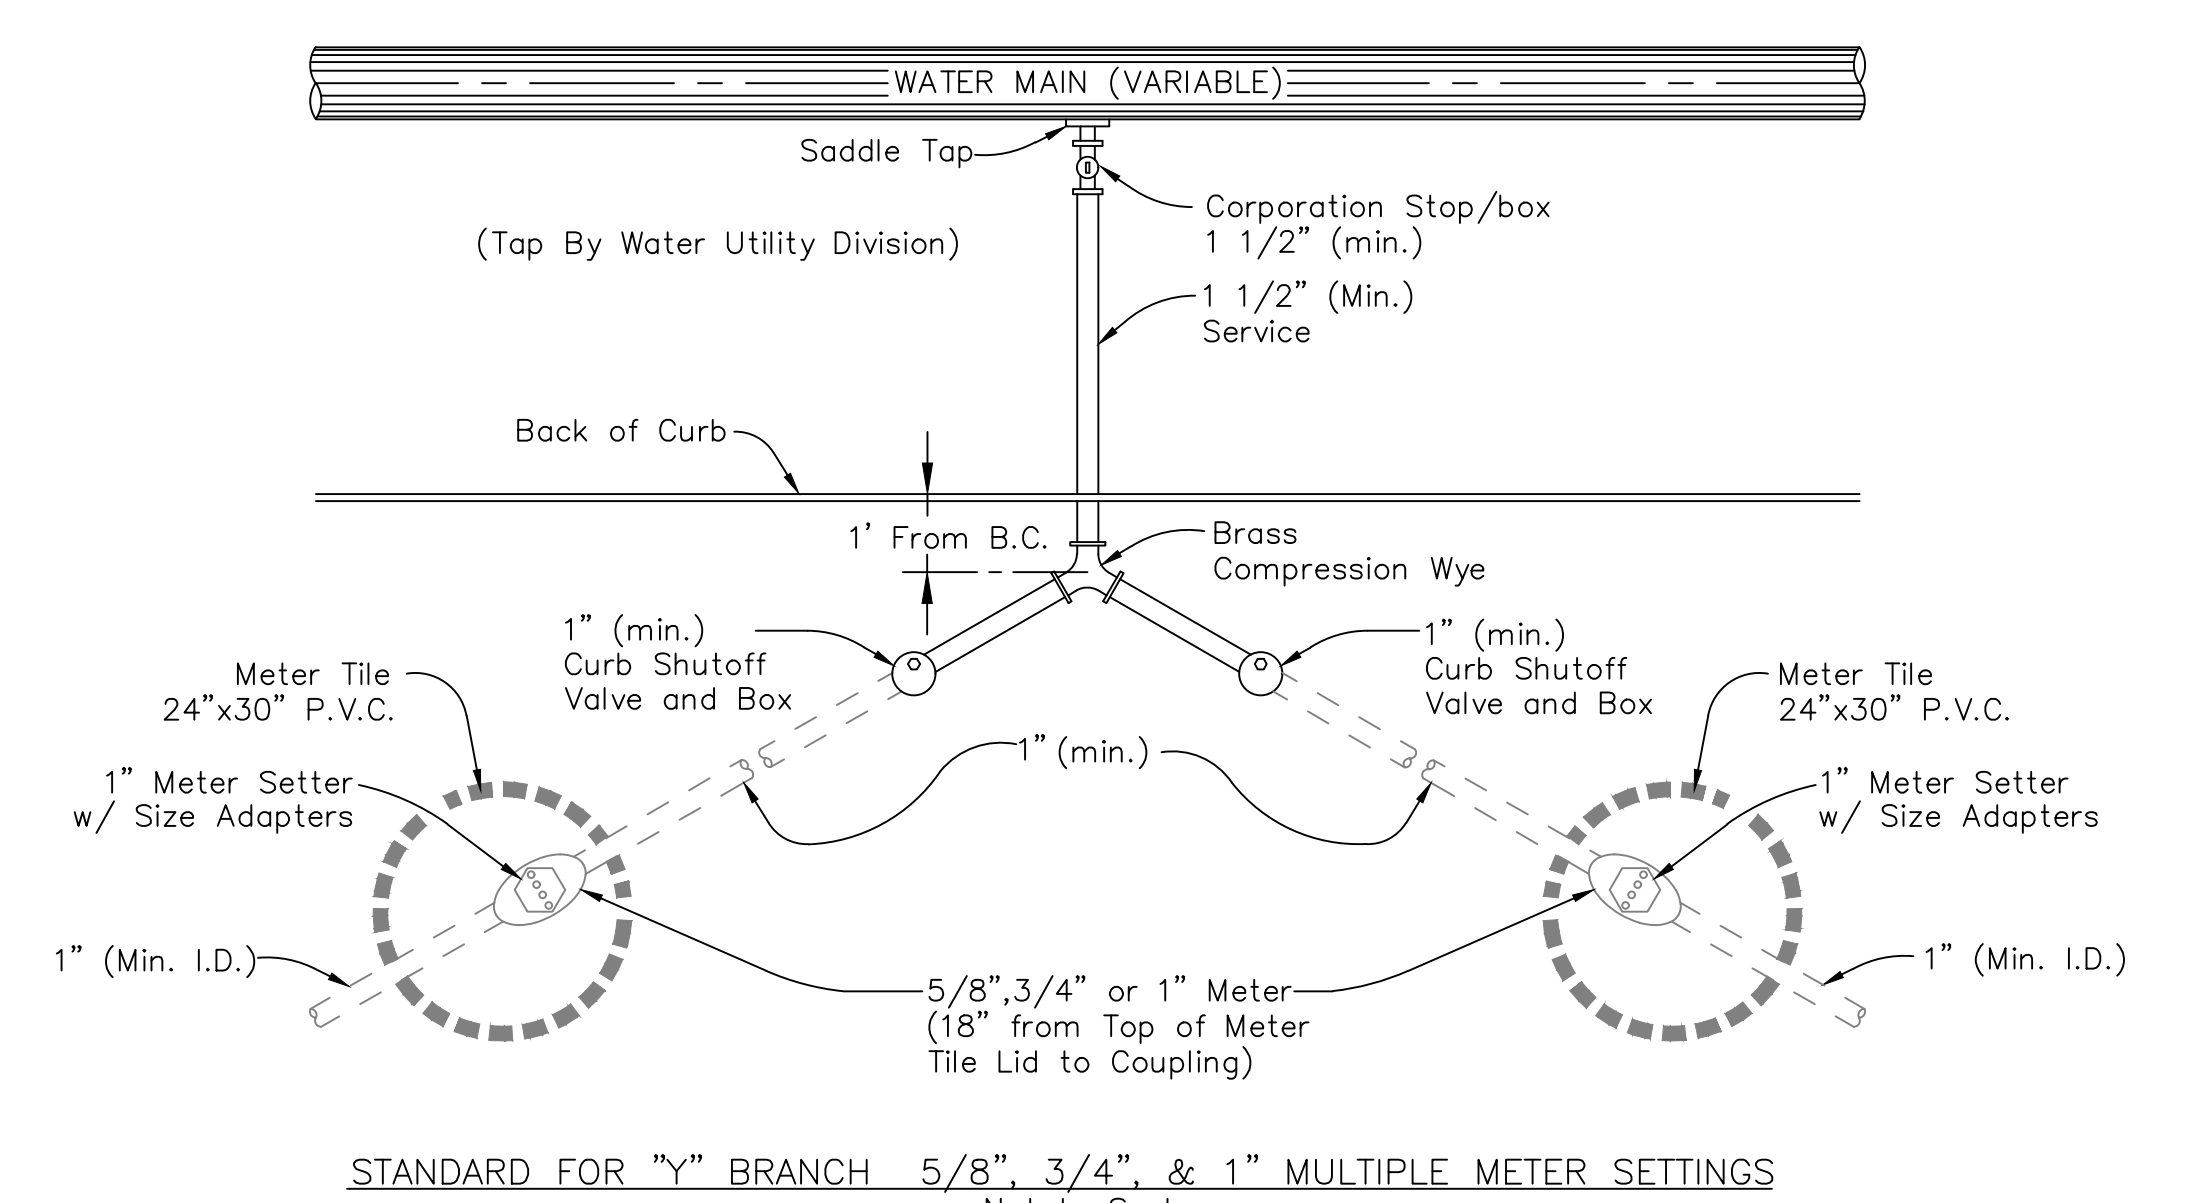 WATER MAIN (VARIABLE)
Saddle Tap
Corporation Stop/box
1 1/2” (min.)
(Tap By Water Utility Division)
1 1/2” (Min.)
Service
Back of Curb
1’ From B.C.
Brass
Compression Wye
1” (min.)
Curb Shutoff
Valve and Box
1” (min.)
Curb Shutoff
Valve and Box
Meter Tile
24”x30” P.V.C.
Meter Tile
24”x30” P.V.C.
1” (min.)
1” Meter Setter
w/ Size Adapters
1” Meter Setter
w/ Size Adapters
1” (Min. I.D.)
1” (Min. I.D.)
5/8”,3/4” or 1” Meter
(18” from Top of Meter
Tile Lid to Coupling)
STANDARD FOR ”Y” BRANCH 5/8”, 3/4”, & 1” MULTIPLE METER SETTINGS